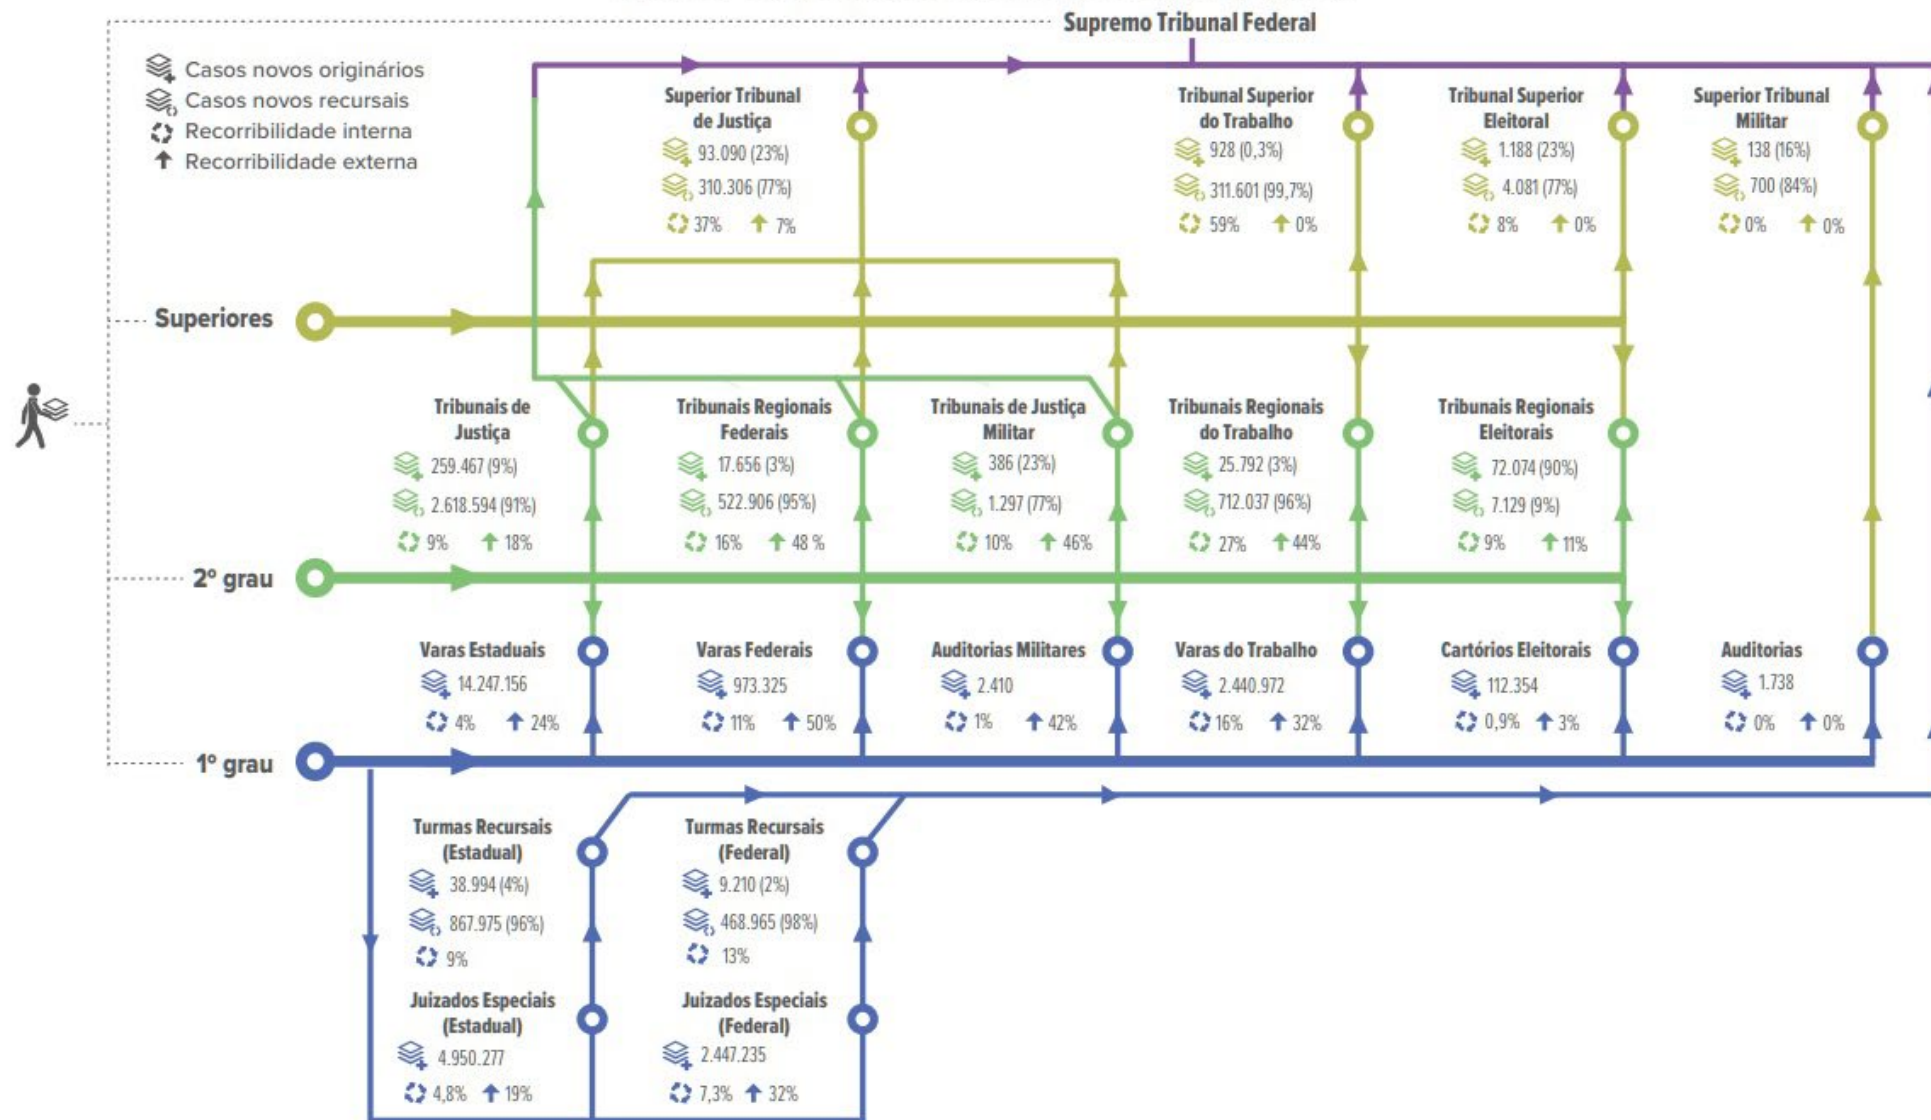 Supremo Tribunal Federal
Casos novos originários
Casos novos recursais
Recorribilidade interna
Recorribilidade externa
Superior Tribunal
de Justiça
93.090 (23%)
310.306 (77%)
37% 7%
Tribunal Superior
do Trabalho
928 (0,3%)
311.601 (99,7%)
59% 0%
Tribunal Superior
Eleitoral
1.188 (23%)
4.081 (77%)
8% 0%
Superior Tribunal
Militar
138 (16%)
700 (84%)
0% 0%
Superiores
Tribunais de
Justiça
259.467 (9%)
2.618.594 (91%)
9% 18%
Tribunais Regionais
Federais
17.656 (3%)
522.906 (95%)
16% 48 %
Tribunais de Justiça
Militar
386 (23%)
1.297 (77%)
10% 46%
Tribunais Regionais
do Trabalho
25.792 (3%)
712.037 (96%)
27% 44%
Tribunais Regionais
Eleitorais
72.074 (90%)
7.129 (9%)
9% 11%
2º grau
Varas Estaduais
14.247.156
4% 24%
Varas Federais
973.325
11% 50%
Auditorias Militares
2.410
1% 42%
Varas do Trabalho
2.440.972
16% 32%
Cartórios Eleitorais
112.354
0,9% 3%
Auditorias
1.738
0% 0%
1º grau
Turmas Recursais
(Estadual)
38.994 (4%)
867.975 (96%)
9%
Turmas Recursais
(Federal)
9.210 (2%)
468.965 (98%)
13%
Juizados Especiais
(Estadual)
4.950.277
4,8% 19%
Juizados Especiais
(Federal)
2.447.235
7,3% 32%